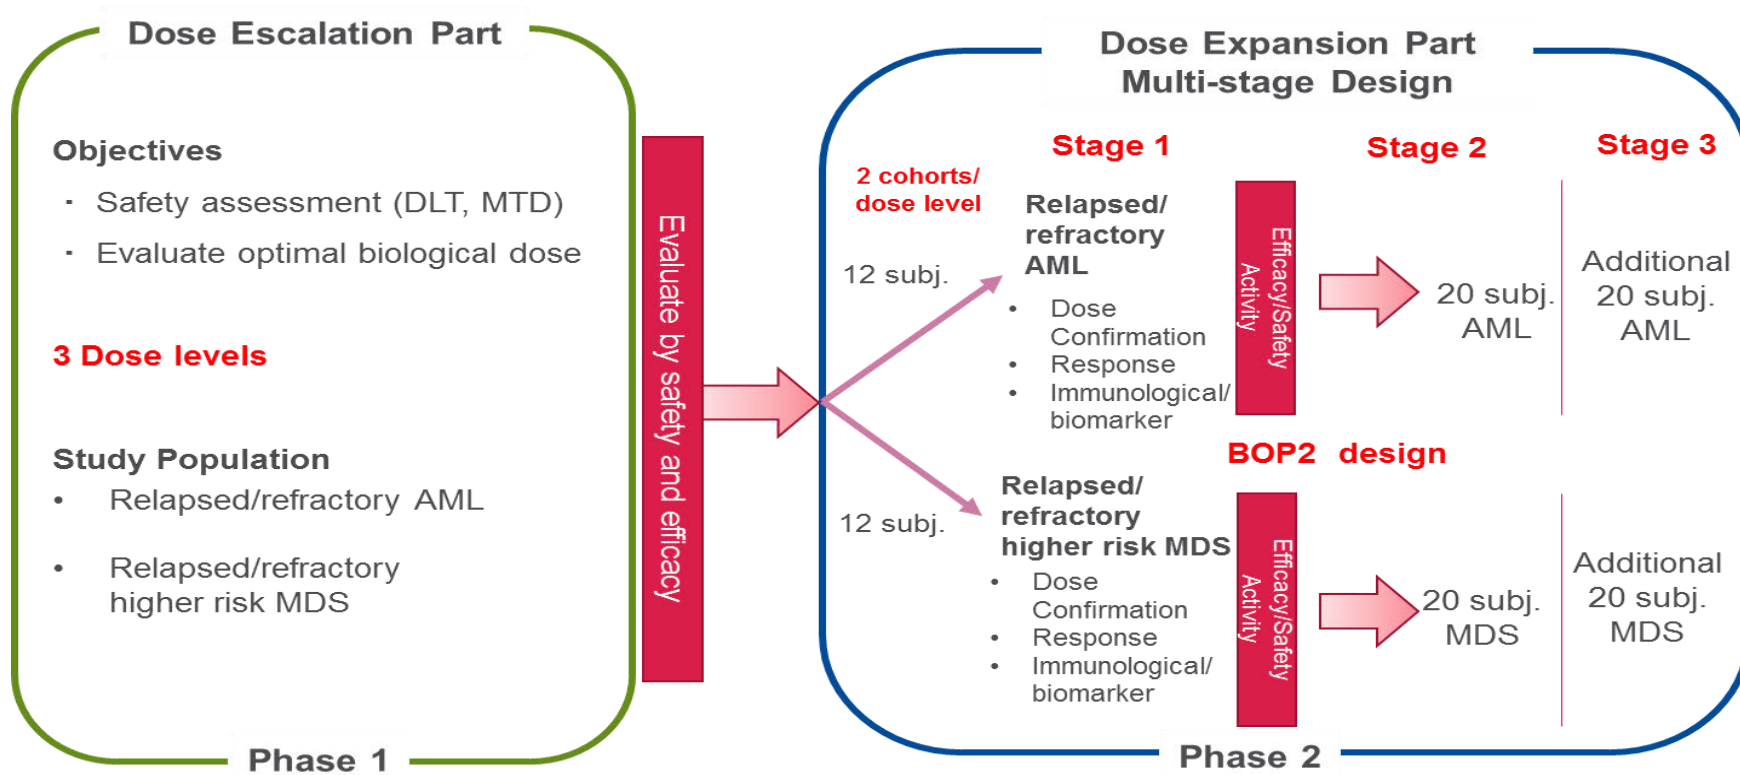 Dose Escalation Part
Objectives
· Safety assessment (DLT, MTD)
· Evaluate optimal biological dose
3 Dose levels
Study Population
• Relapsed/refractory AML
• Relapsed/refractory
higher risk MDS
Phase 1
Evaluate by safety and efficacy
Dose Expansion Part
Multi-stage Design
Stage 1
Stage 2
Stage 3
2 cohorts/
dose level
12 subj.
Relapsed/
refractory
AML
• Dose
Confirmation
• Response
• Immunological/
biomarker
Efficacy/Safety
Activity
20 subj.
AML
Additional
20 subj.
AML
BOP2 design
12 subj.
Relapsed/
refractory
higher risk MDS
• Dose
Confirmation
• Response
• Immunological/
biomarker
Efficacy/Safety
Activity
20 subj.
MDS
Additional
20 subj.
MDS
Phase 2